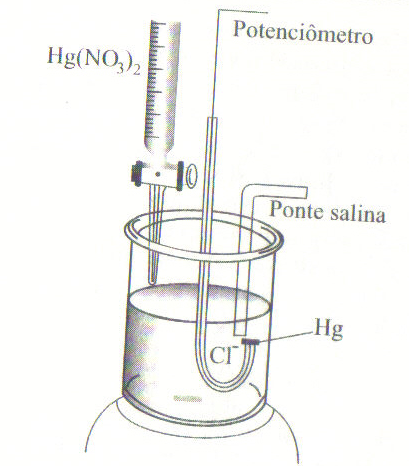 Potenciômetro
Hg(NO₃)₂
Ponte salina
Hg
Cl⁻